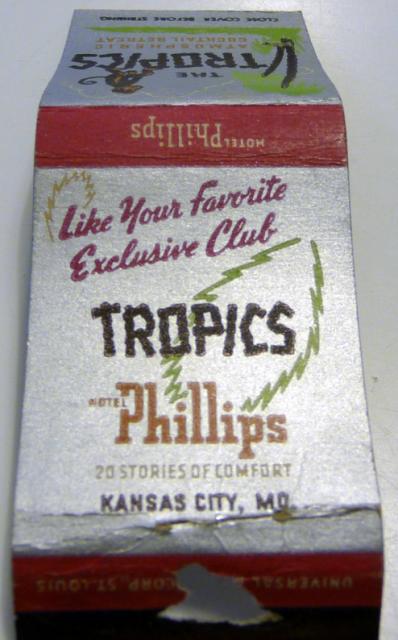 CLOSE COVER BEFORE STRIKING
THE
TROPICS
ATMOSPHERIC
COCKTAIL RETREAT
HOTEL Phillips
Like Your Favorite
Exclusive Club
TROPICS
HOTEL
Phillips
20 STORIES OF COMFORT
KANSAS CITY, MO.
UNIVERSAL CORP. ST. LOUIS